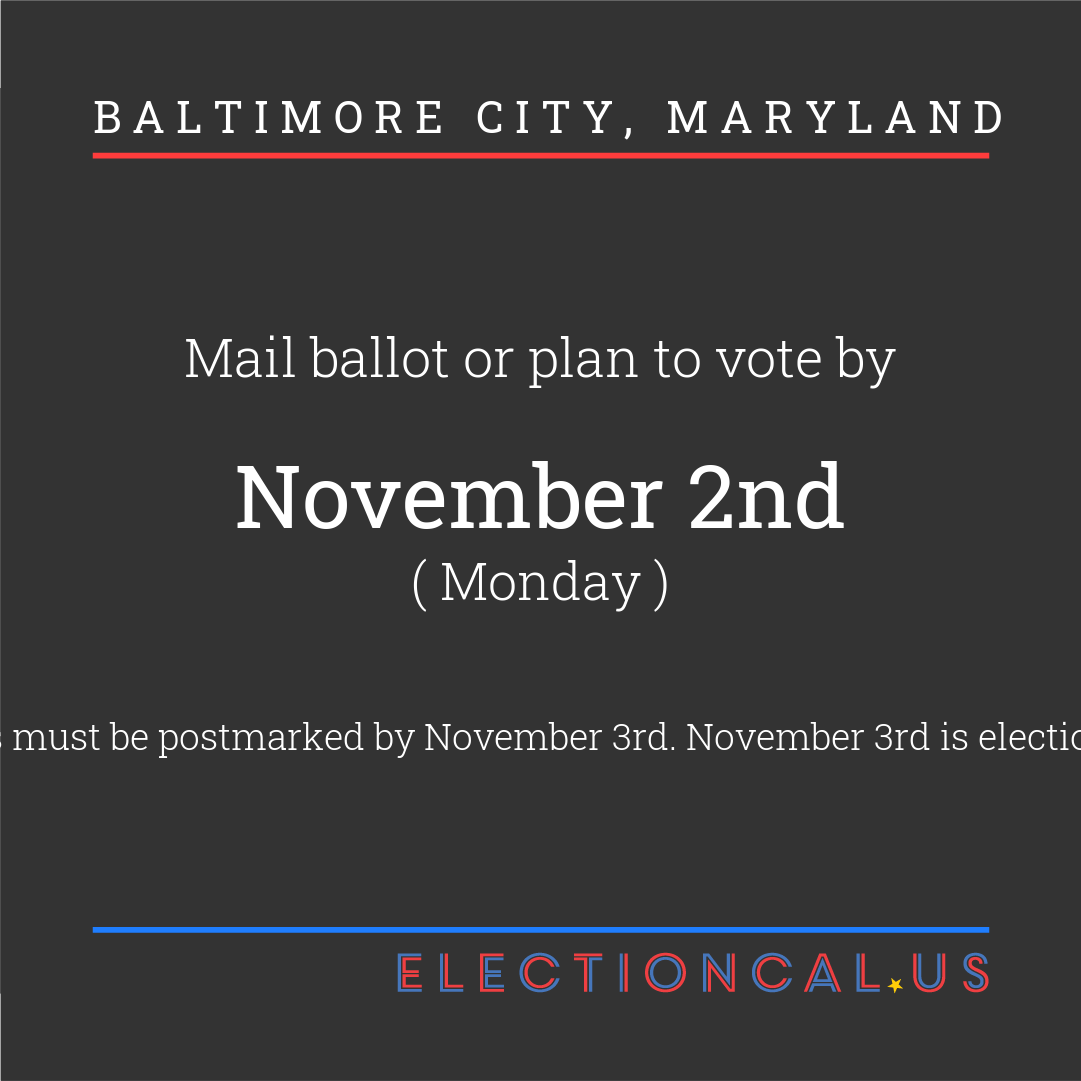 BALTIMORE CITY, MARYLAND
Mail ballot or plan to vote by
November 2nd
( Monday )
must be postmarked by November 3rd. November 3rd is
ELECTIONCAL.US